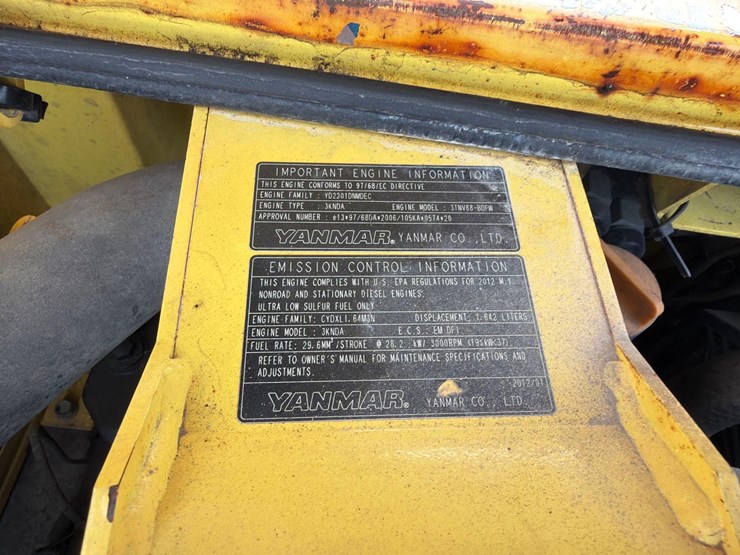 IMPORTANT ENGINE INFORMATION
THIS ENGINE CONFORMS TO 97/68/EC DIRECTIVE
ENGINE FAMILY : YD2201DNMDEC
ENGINE TYPE : 3KNDA ENGINE MODEL : 3TNV88-BDFW
APPROVAL NUMBER : e13*97/68DA*2006/105KA*0574*20
YANMAR® YANMAR CO., LTD.
EMISSION CONTROL INFORMATION
THIS ENGINE COMPLIES WITH U.S. EPA REGULATIONS FOR 2012 M.Y.
NONROAD AND STATIONARY DIESEL ENGINES.
ULTRA LOW SULFUR FUEL ONLY
ENGINE FAMILY: CYDXL1.64M3N DISPLACEMENT: 1.642 LITERS
ENGINE MODEL : 3KNDA E.C.S.: EM DFI
FUEL RATE: 29.6MM³/STROKE @ 28.2 kW/ 3000RPM (19≤kW<37)
REFER TO OWNER'S MANUAL FOR MAINTENANCE SPECIFICATIONS AND
ADJUSTMENTS.
2012/01
YANMAR® YANMAR CO., LTD.